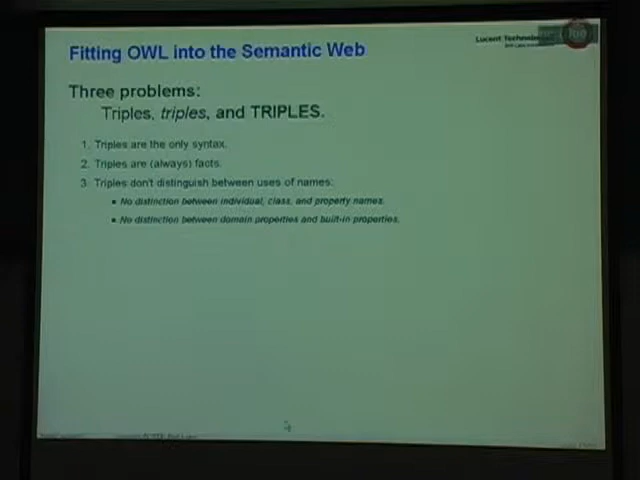 Fitting OWL into the Semantic Web
Lucent Technologies
Three problems:
Triples, triples, and TRIPLES.
1. Triples are the only syntax.
2. Triples are (always) facts.
3 Triples don't distinguish between uses of names:
▪ No distinction between individual, class, and property names.
▪ No distinction between domain properties and built-in properties.